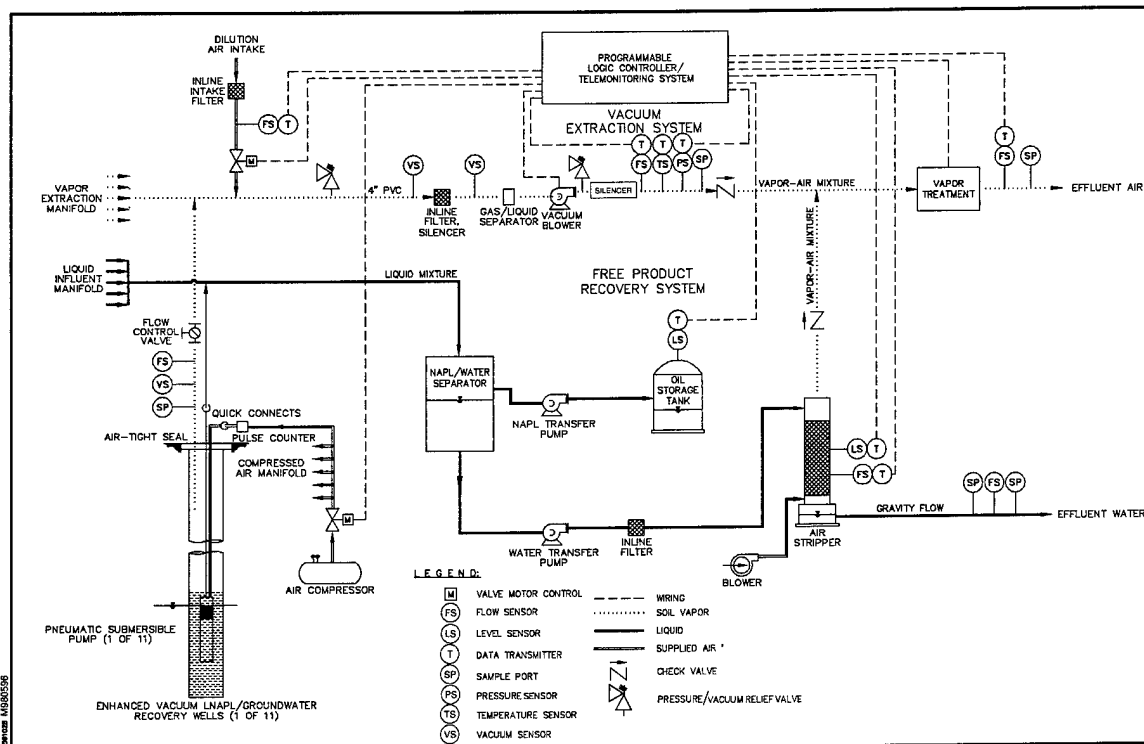 DILUTION
AIR INTAKE
INLINE
INTAKE
FILTER
FS
T
M
PROGRAMMABLE
LOGIC CONTROLLER/
TELEMONITORING SYSTEM
VACUUM
EXTRACTION SYSTEM
T
T
T
FS
TS
PS
SP
T
FS
SP
VAPOR
EXTRACTION
MANIFOLD
4" PVC
VS
VS
INLINE
FILTER,
SILENCER
GAS/LIQUID
SEPARATOR
VACUUM
BLOWER
SILENCER
VAPOR-AIR MIXTURE
VAPOR
TREATMENT
EFFLUENT AIR
LIQUID
INFLUENT
MANIFOLD
LIQUID MIXTURE
FREE PRODUCT
RECOVERY SYSTEM
VAPOR-AIR MIXTURE
FLOW
CONTROL
VALVE
FS
VS
SP
NAPL/WATER
SEPARATOR
NAPL TRANSFER
PUMP
T
LS
OIL
STORAGE
TANK
QUICK CONNECTS
AIR-TIGHT SEAL
PULSE COUNTER
COMPRESSED
AIR MANIFOLD
M
AIR COMPRESSOR
WATER TRANSFER
PUMP
INLINE
FILTER
LS
T
FS
T
AIR
STRIPPER
BLOWER
GRAVITY FLOW
SP
FS
SP
EFFLUENT WATER
PNEUMATIC SUBMERSIBLE
PUMP (1 OF 11)
ENHANCED VACUUM LNAPL/GROUNDWATER
RECOVERY WELLS (1 OF 11)
LEGEND:
M VALVE MOTOR CONTROL
FS FLOW SENSOR
LS LEVEL SENSOR
T DATA TRANSMITTER
SP SAMPLE PORT
PS PRESSURE SENSOR
TS TEMPERATURE SENSOR
VS VACUUM SENSOR
WIRING
SOIL VAPOR
LIQUID
SUPPLIED AIR
CHECK VALVE
PRESSURE/VACUUM RELIEF VALVE
M980596